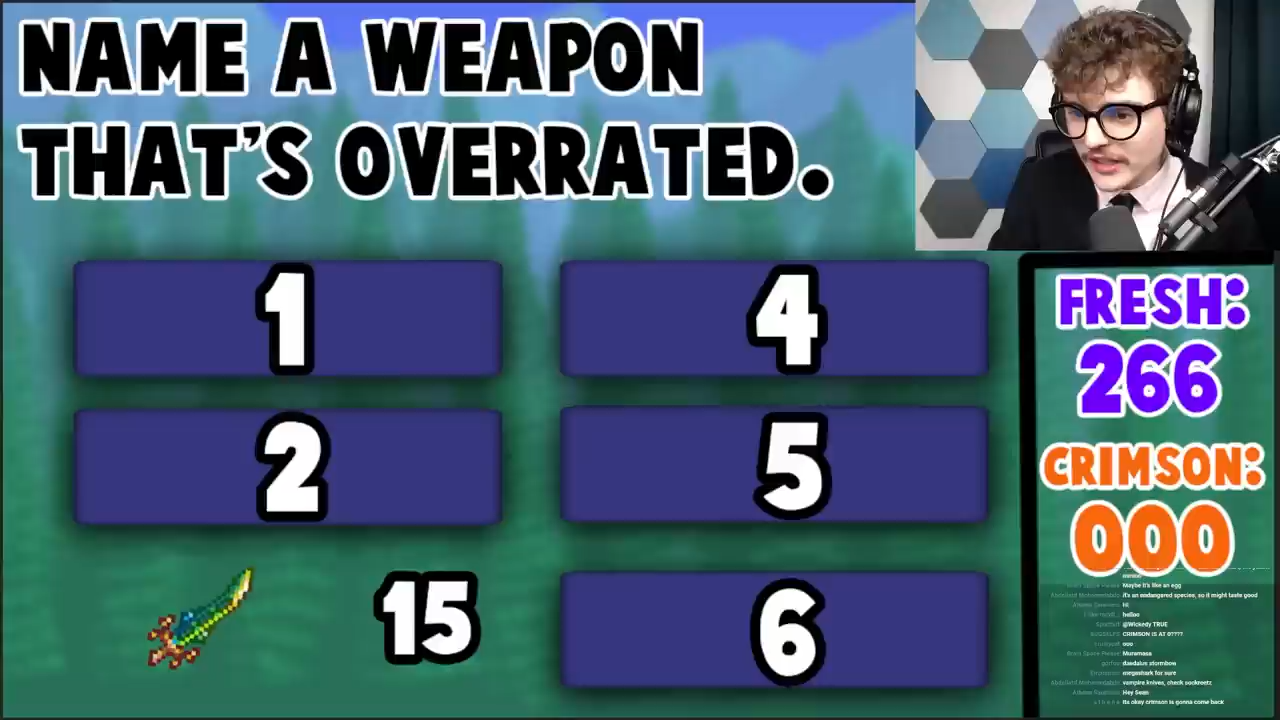 NAME A WEAPON
THAT'S OVERRATED.
1
4
2
5
15
6
FRESH:
266
CRIMSON:
000
Maybe it's like an egg
it's an endangered species, so it might taste good
Hi
helloo
@Wickedy TRUE
CRIMSON IS AT 0????
ooo
Muramasa
daedalus stormbow
megashark for sure
vampire knives, check sookreets
Hey Sean
its okay crimson is gonna come back